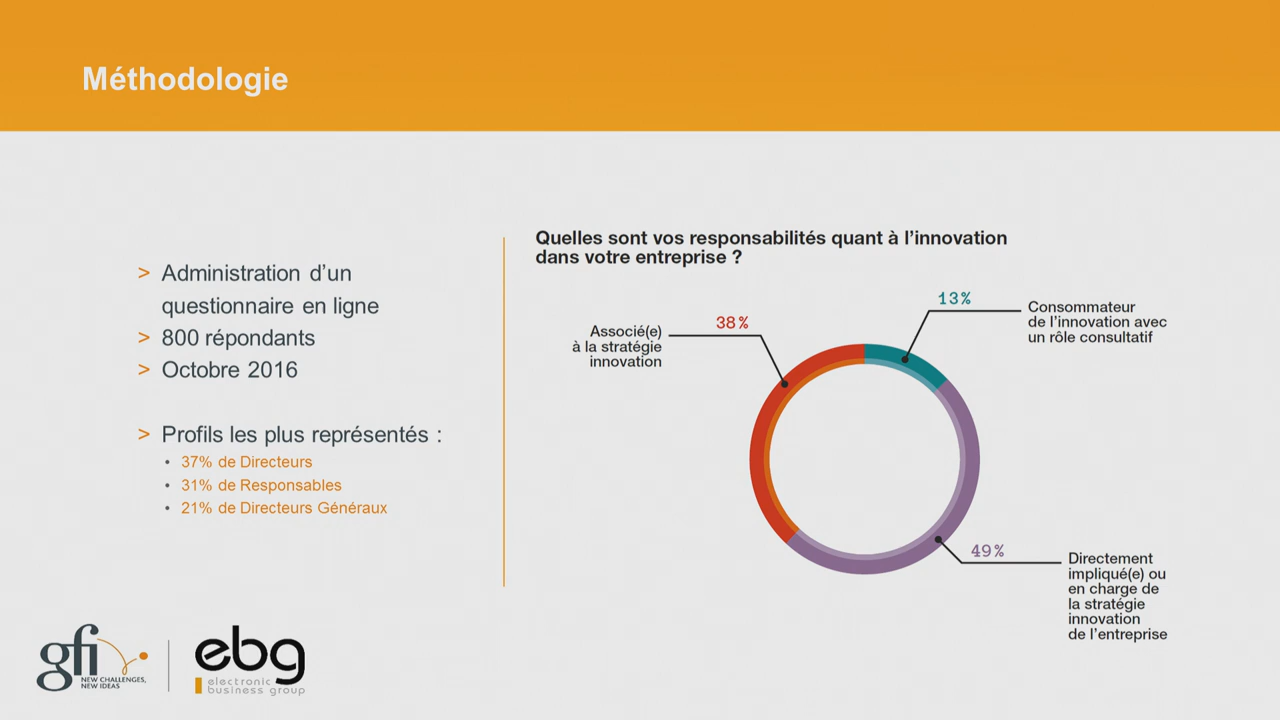 Méthodologie
> Administration d’un
questionnaire en ligne
> 800 répondants
> Octobre 2016
> Profils les plus représentés :
• 37% de Directeurs
• 31% de Responsables
• 21% de Directeurs Généraux
Quelles sont vos responsabilités quant à l’innovation
dans votre entreprise ?
38%
Associé(e)
à la stratégie
innovation
13%
Consommateur
de l’innovation avec
un rôle consultatif
49%
Directement
impliqué(e) ou
en charge de
la stratégie
innovation
de l’entreprise
gfi
NEW CHALLENGES,
NEW IDEAS
ebg
electronic
business group